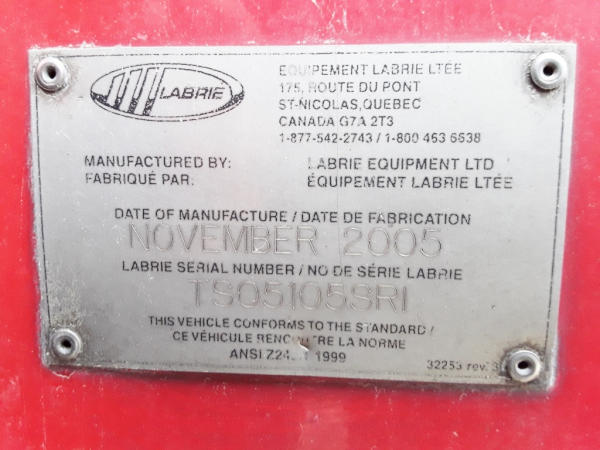 LABRIE
EQUIPEMENT LABRIE LTÉE
175, ROUTE DU PONT
ST-NICOLAS, QUEBEC
CANADA G7A 2T3
1-877-542-2743 / 1-800 463 6638
MANUFACTURED BY: LABRIE EQUIPMENT LTD
FABRIQUÉ PAR: ÉQUIPEMENT LABRIE LTÉE
DATE OF MANUFACTURE / DATE DE FABRICATION
NOVEMBER 2005
LABRIE SERIAL NUMBER / NO DE SÉRIE LABRIE
TS05105SRI
THIS VEHICLE CONFORMS TO THE STANDARD /
CE VÉHICULE RENCONTRE LA NORME
ANSI 1999
32253 rev. 3